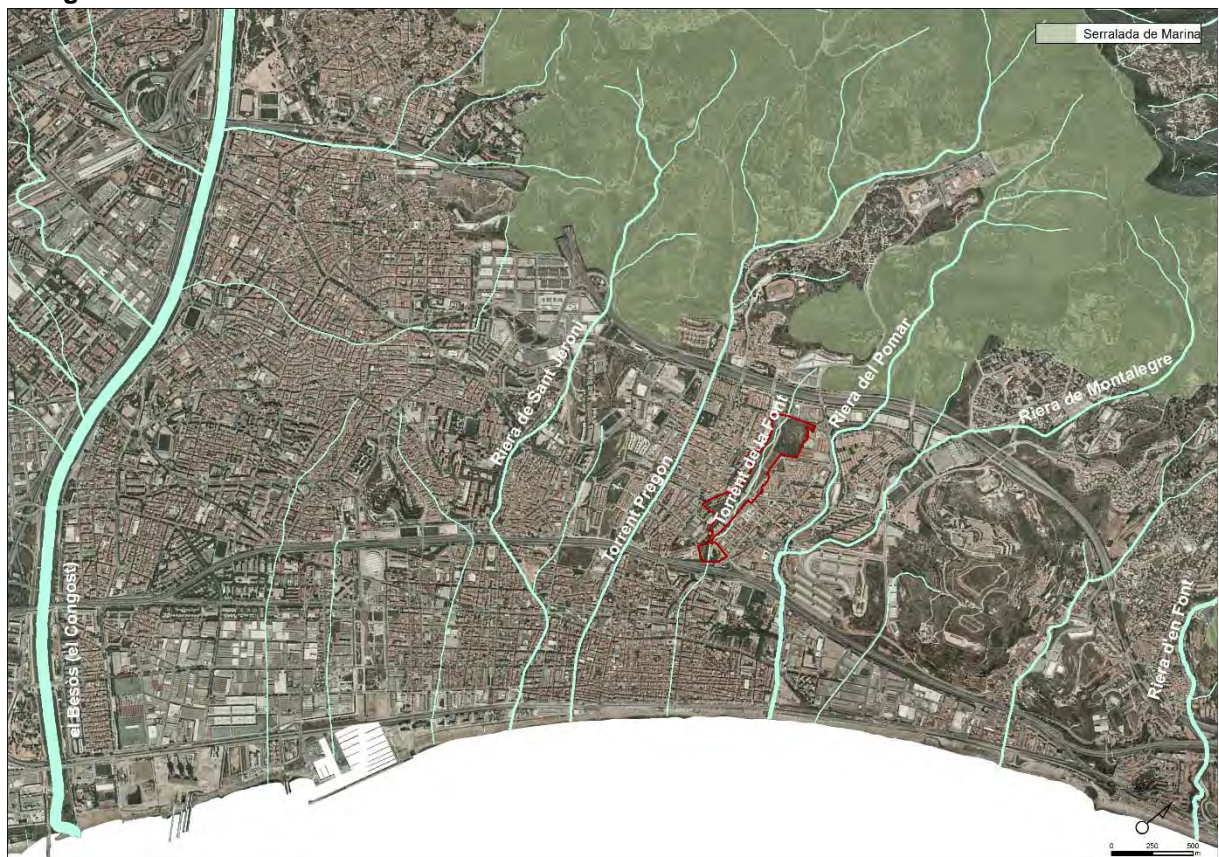 Serralada de Marina
Riera de Sant Jeroni
Riera del Pomar
Riera de Montalegre
Torrent de la Font
Torrent Pregon
el Besòs (el Congost)
Riera d'en Font
0 250 500
m